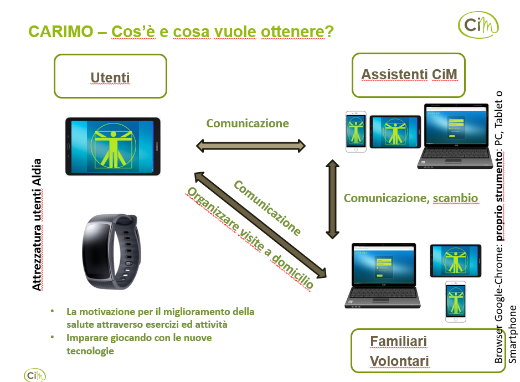 CARIMO – Cos'è e cosa vuole ottenere?
CiM
Utenti
Assistenti CiM
Comunicazione
Attrezzatura utenti Aldia
Comunicazione
Organizzare visite a domicilio
Comunicazione, scambio
Browser Google-Chrome: proprio strumento: PC, Tablet o
Smartphone
• La motivazione per il miglioramento della
salute attraverso esercizi ed attività
• Imparare giocando con le nuove
tecnologie
Familiari
Volontari
CiM